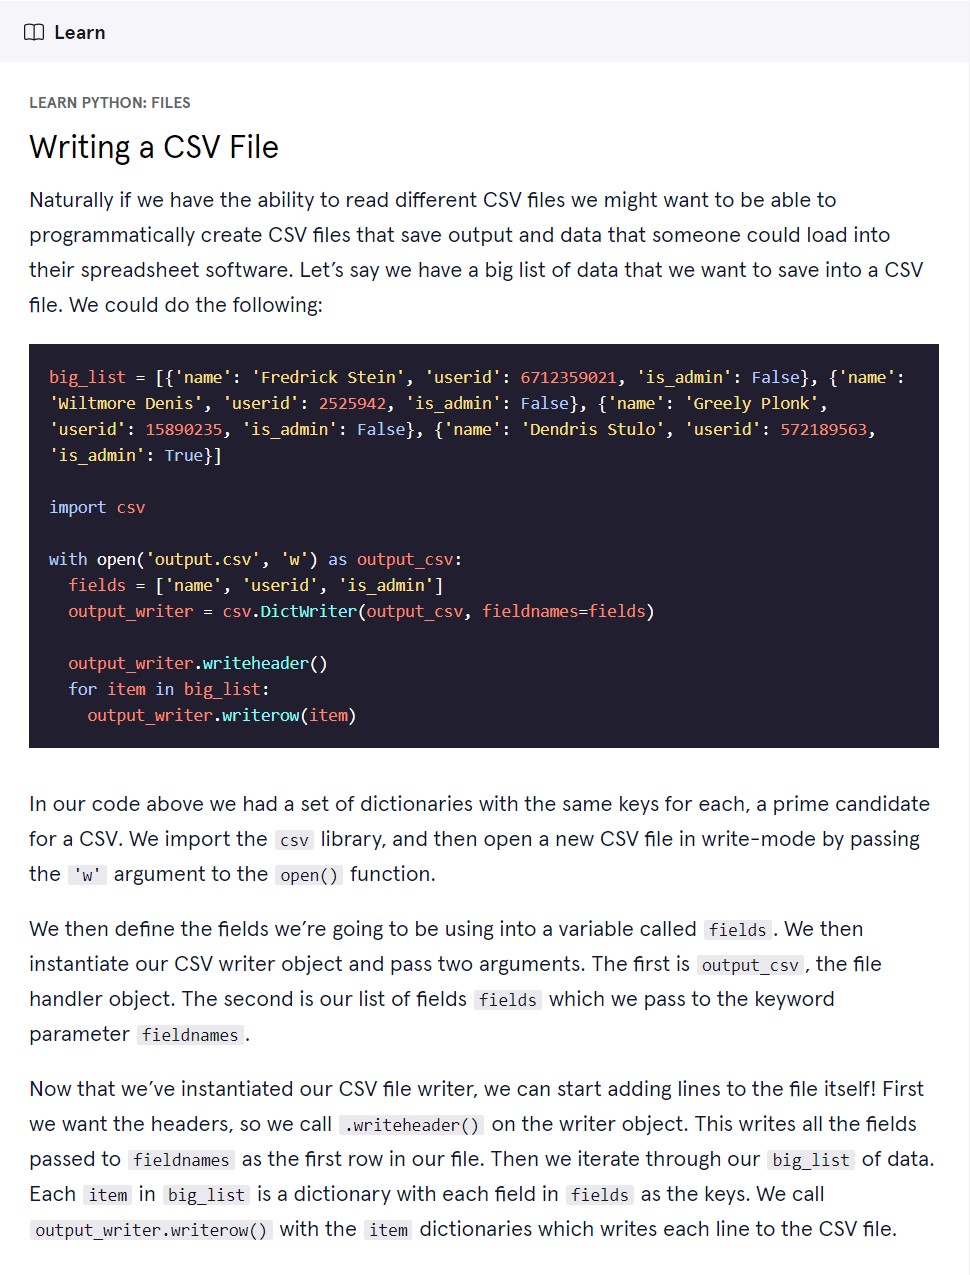 Learn
LEARN PYTHON: FILES
Writing a CSV File
Naturally if we have the ability to read different CSV files we might want to be able to
programmatically create CSV files that save output and data that someone could load into
their spreadsheet software. Let’s say we have a big list of data that we want to save into a CSV
file. We could do the following:
big_list = [{'name': 'Fredrick Stein', 'userid': 6712359021, 'is_admin': False}, {'name':
'Wiltmore Denis', 'userid': 2525942, 'is_admin': False}, {'name': 'Greely Plonk',
'userid': 15890235, 'is_admin': False}, {'name': 'Dendris Stulo', 'userid': 572189563,
'is_admin': True}]
import csv
with open('output.csv', 'w') as output_csv:
  fields = ['name', 'userid', 'is_admin']
  output_writer = csv.DictWriter(output_csv, fieldnames=fields)
  output_writer.writeheader()
  for item in big_list:
    output_writer.writerow(item)
In our code above we had a set of dictionaries with the same keys for each, a prime candidate
for a CSV. We import the csv library, and then open a new CSV file in write-mode by passing
the 'w' argument to the open() function.
We then define the fields we’re going to be using into a variable called fields. We then
instantiate our CSV writer object and pass two arguments. The first is output_csv, the file
handler object. The second is our list of fields fields which we pass to the keyword
parameter fieldnames.
Now that we’ve instantiated our CSV file writer, we can start adding lines to the file itself! First
we want the headers, so we call .writeheader() on the writer object. This writes all the fields
passed to fieldnames as the first row in our file. Then we iterate through our big_list of data.
Each item in big_list is a dictionary with each field in fields as the keys. We call
output_writer.writerow() with the item dictionaries which writes each line to the CSV file.